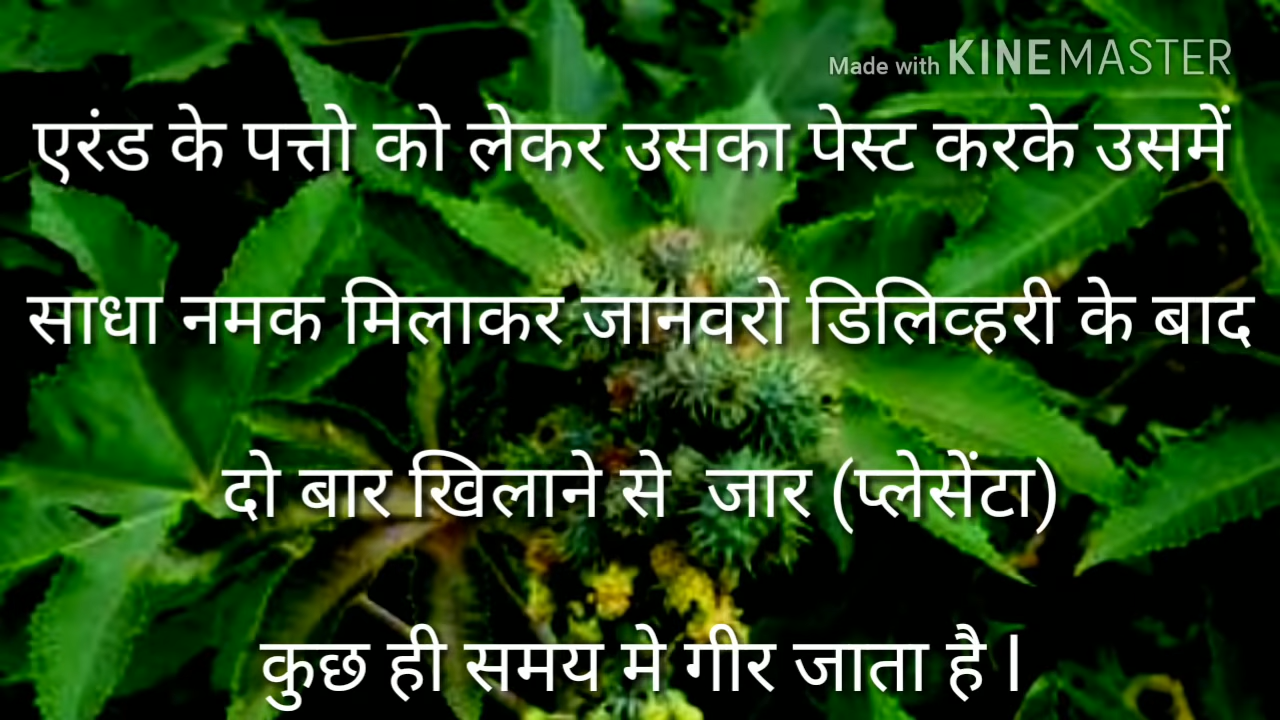 Made with KINEMASTER
एरंड के पत्तो को लेकर उसका पेस्ट करके उसमें
साधा नमक मिलाकर जानवरो डिलिव्हरी के बाद
दो बार खिलाने से जार (प्लेसेंटा)
कुछ ही समय मे गीर जाता है l